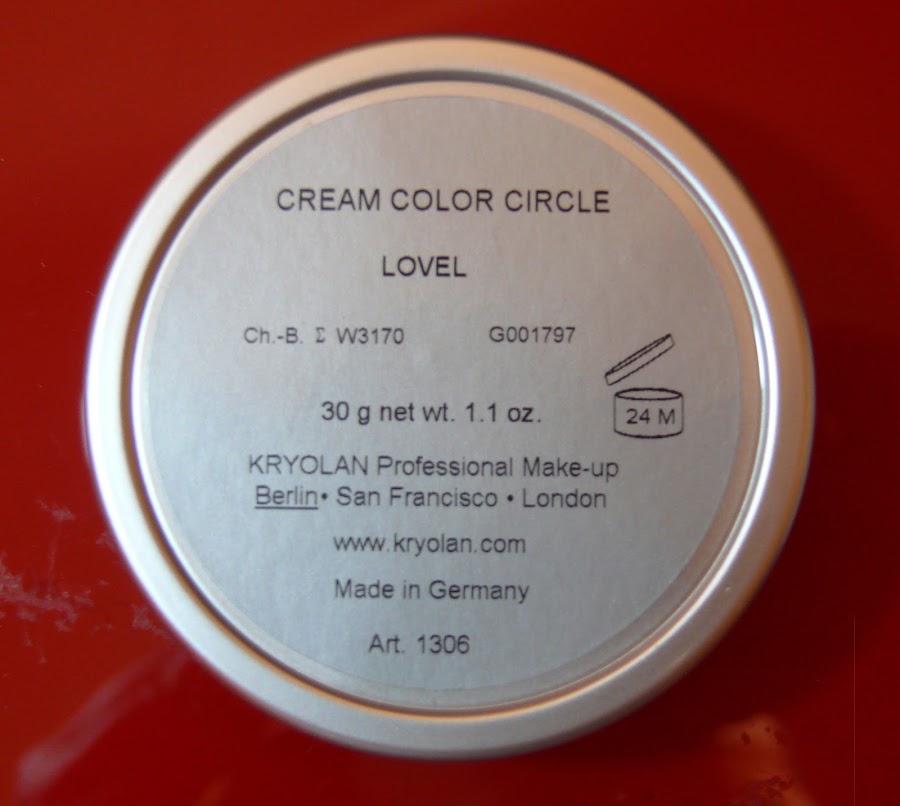 CREAM COLOR CIRCLE
LOVEL
Ch.-B. Σ W3170 G001797
30 g net wt. 1.1 oz.
24 M
KRYOLAN Professional Make-up
Berlin• San Francisco • London
www.kryolan.com
Made in Germany
Art. 1306